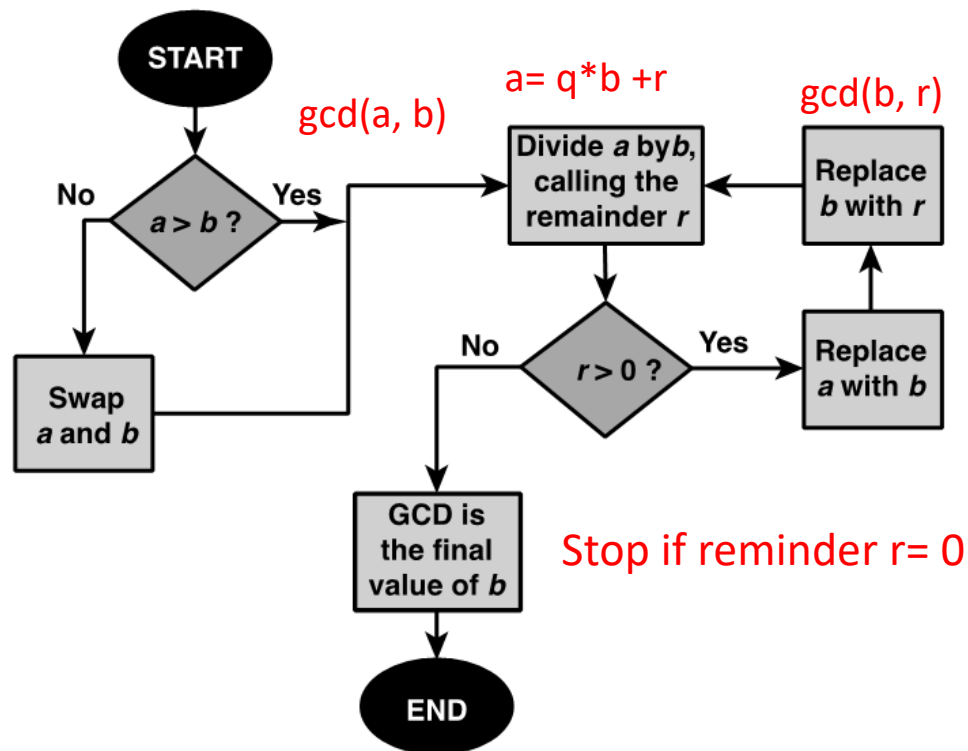 START
gcd(a, b)
a= q*b +r
gcd(b, r)
No
a > b ?
Yes
Swap
a and b
Divide a by b,
calling the
remainder r
Replace
b with r
No
r > 0 ?
Yes
Replace
a with b
GCD is
the final
value of b
Stop if reminder r= 0
END